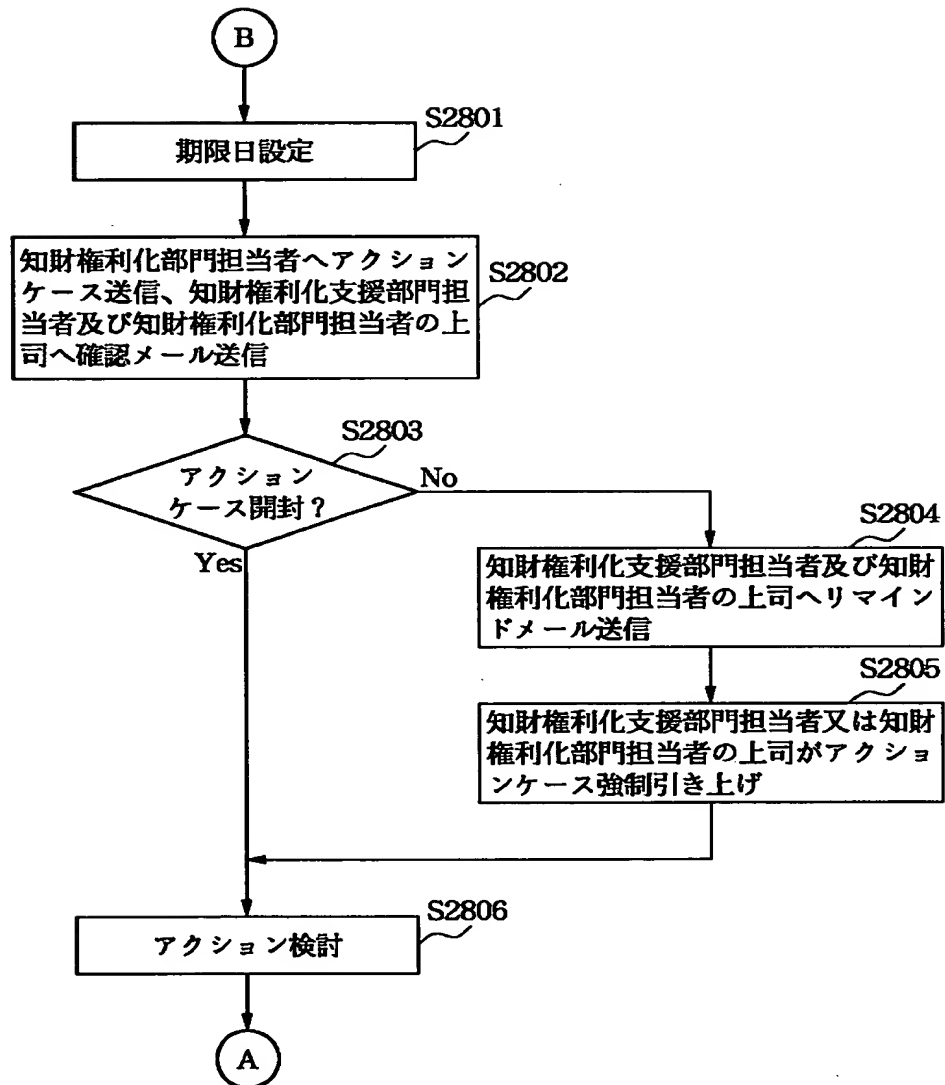 B
S2801
期限日設定
S2802
知財権利化部門担当者へアクション
ケース送信、知財権利化支援部門担
当者及び知財権利化部門担当者の上
司へ確認メール送信
S2803
アクション
ケース開封？
No
Yes
S2804
知財権利化支援部門担当者及び知財
権利化部門担当者の上司へリマイン
ドメール送信
S2805
知財権利化支援部門担当者又は知財
権利化部門担当者の上司がアクショ
ンケース強制引き上げ
S2806
アクション検討
A